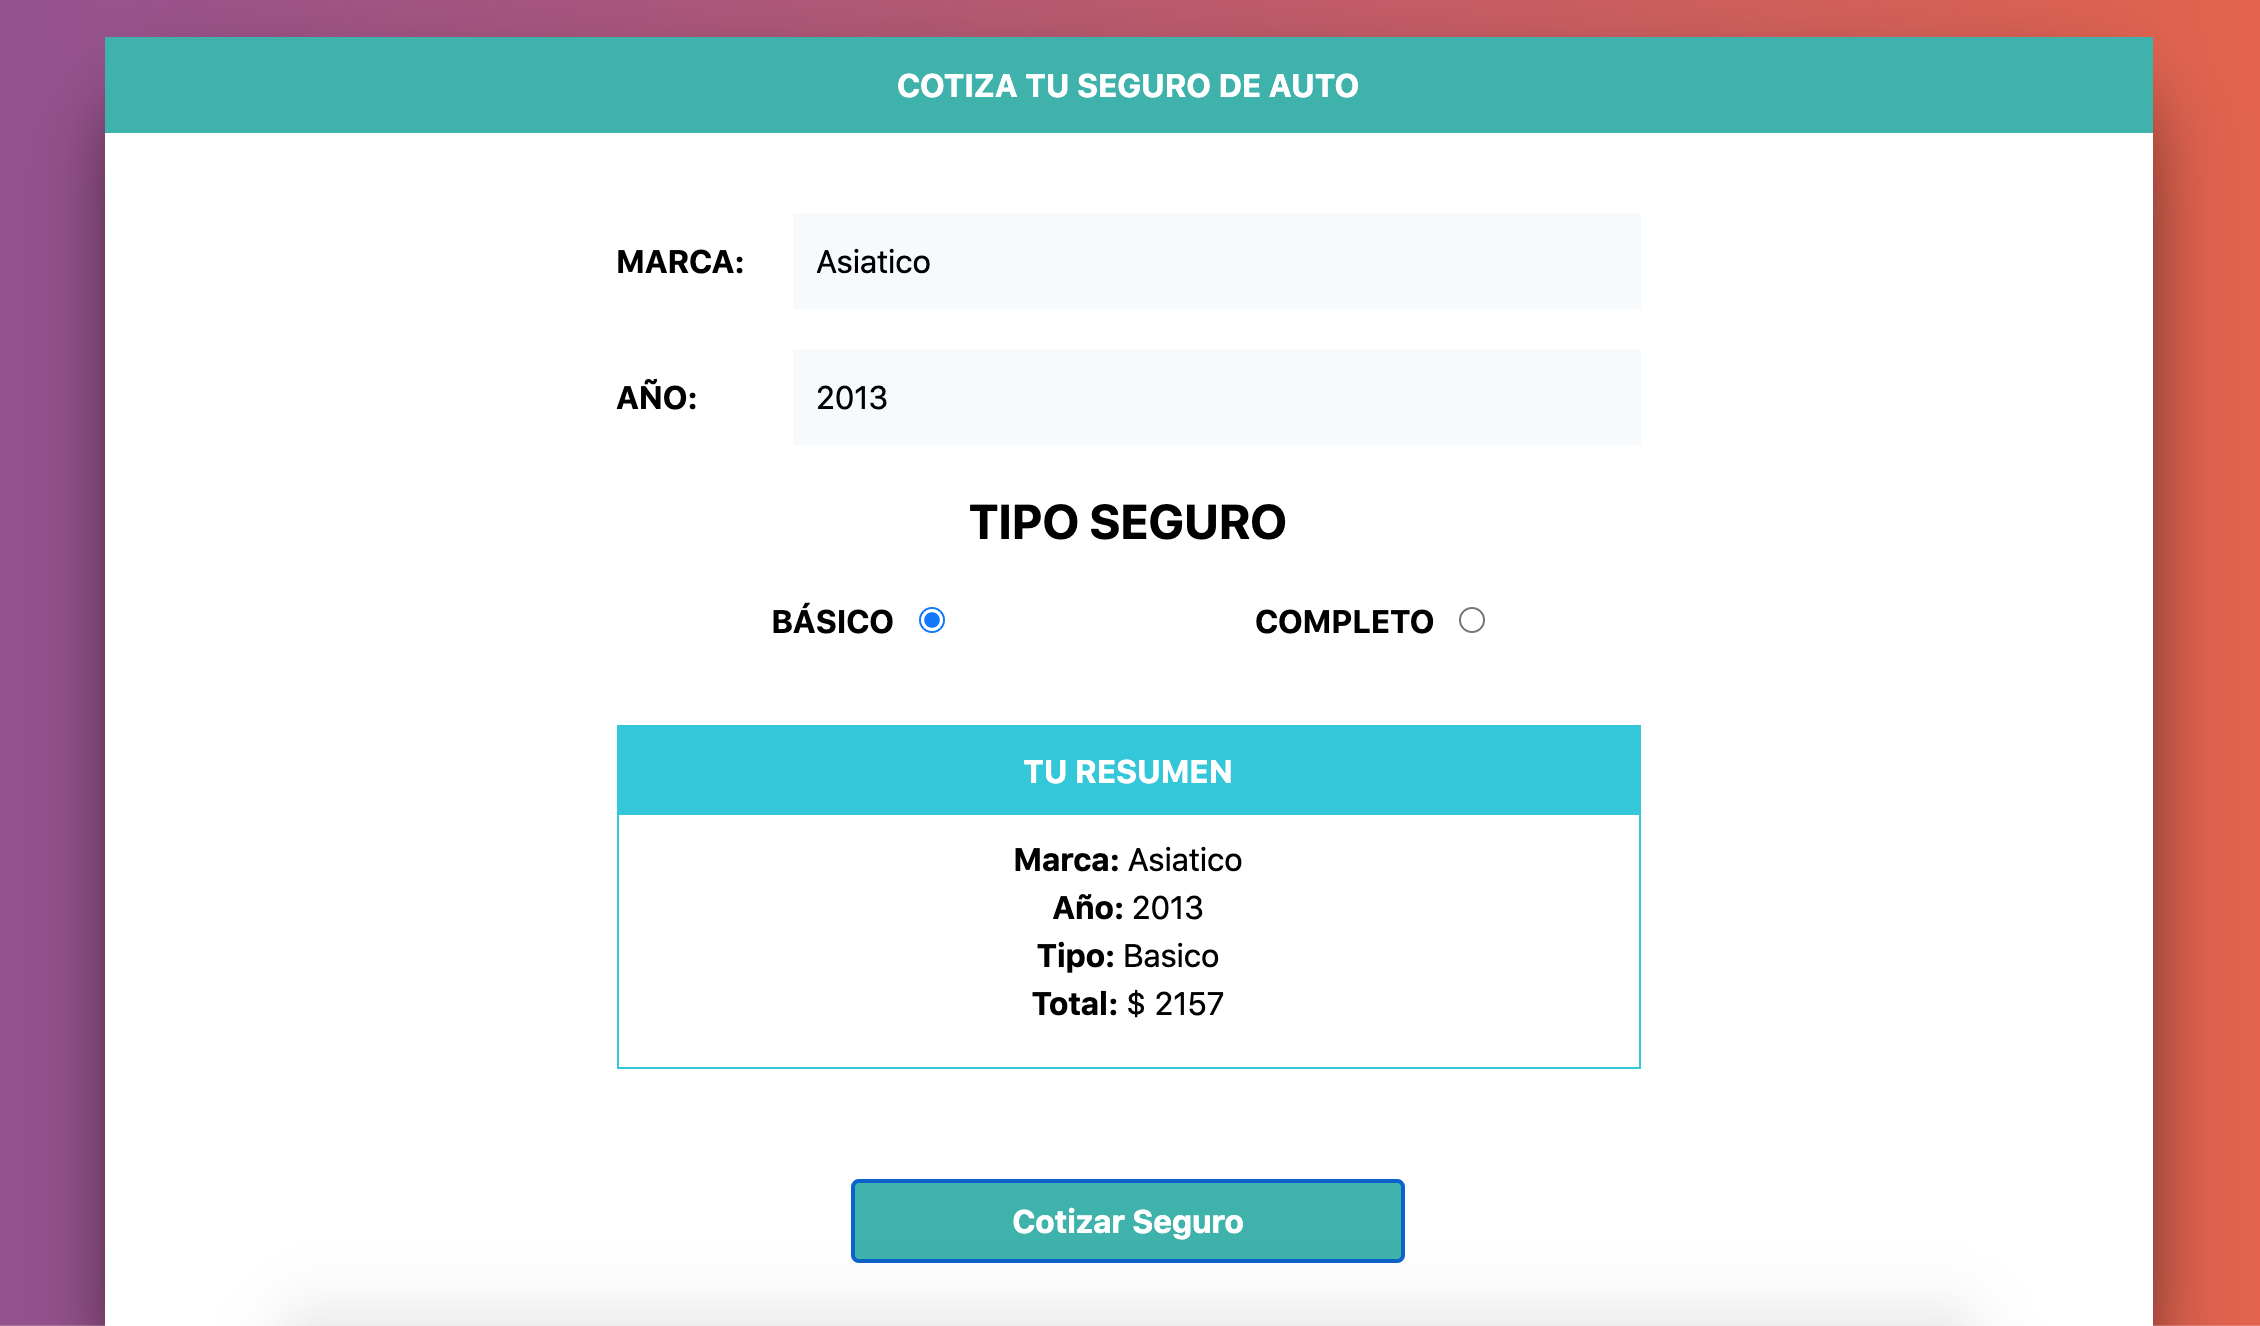 COTIZA TU SEGURO DE AUTO
MARCA: Asiatico
AÑO: 2013
TIPO SEGURO
BÁSICO COMPLETO
TU RESUMEN
Marca: Asiatico
Año: 2013
Tipo: Basico
Total: $ 2157
Cotizar Seguro